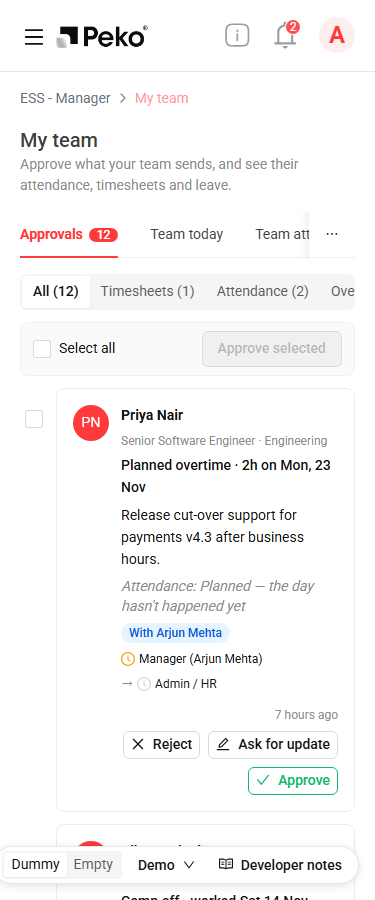 Peko
2
A
ESS - Manager > My team
My team
Approve what your team sends, and see their
attendance, timesheets and leave.
Approvals 12 Team today Team att ···
All (12) Timesheets (1) Attendance (2) Ove
Select all Approve selected
PN
Priya Nair
Senior Software Engineer · Engineering
Planned overtime · 2h on Mon, 23
Nov
Release cut-over support for
payments v4.3 after business
hours.
Attendance: Planned — the day
hasn't happened yet
With Arjun Mehta
Manager (Arjun Mehta)
→ Admin / HR
7 hours ago
Reject Ask for update
Approve
Dummy Empty Demo Developer notes